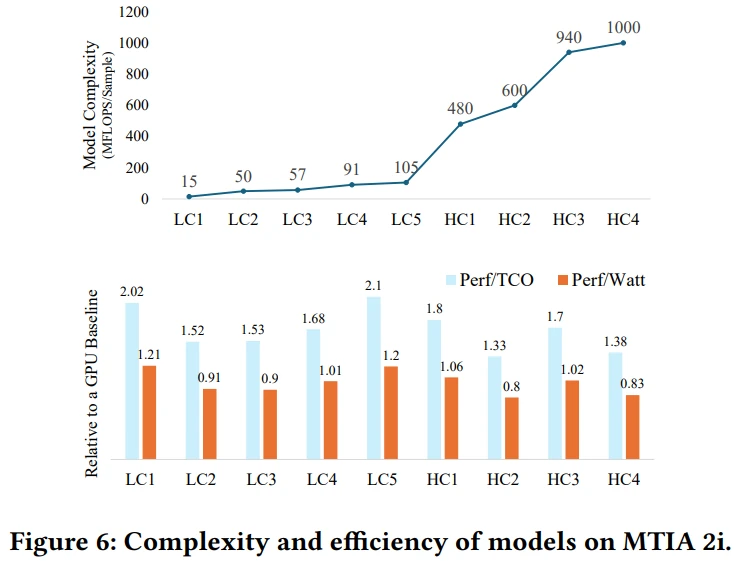 1200
1000
800
600
400
200
0
Model Complexity
(MFLOPS/Sample)
15 50 57 91 105 480 600 940 1000
LC1 LC2 LC3 LC4 LC5 HC1 HC2 HC3 HC4
Relative to a GPU Baseline
Perf/TCO Perf/Watt
2.02 1.21 1.52 0.91 1.53 0.9 1.68 1.01 2.1 1.2 1.8 1.06 1.33 0.8 1.7 1.02 1.38 0.83
LC1 LC2 LC3 LC4 LC5 HC1 HC2 HC3 HC4
Figure 6: Complexity and efficiency of models on MTIA 2i.